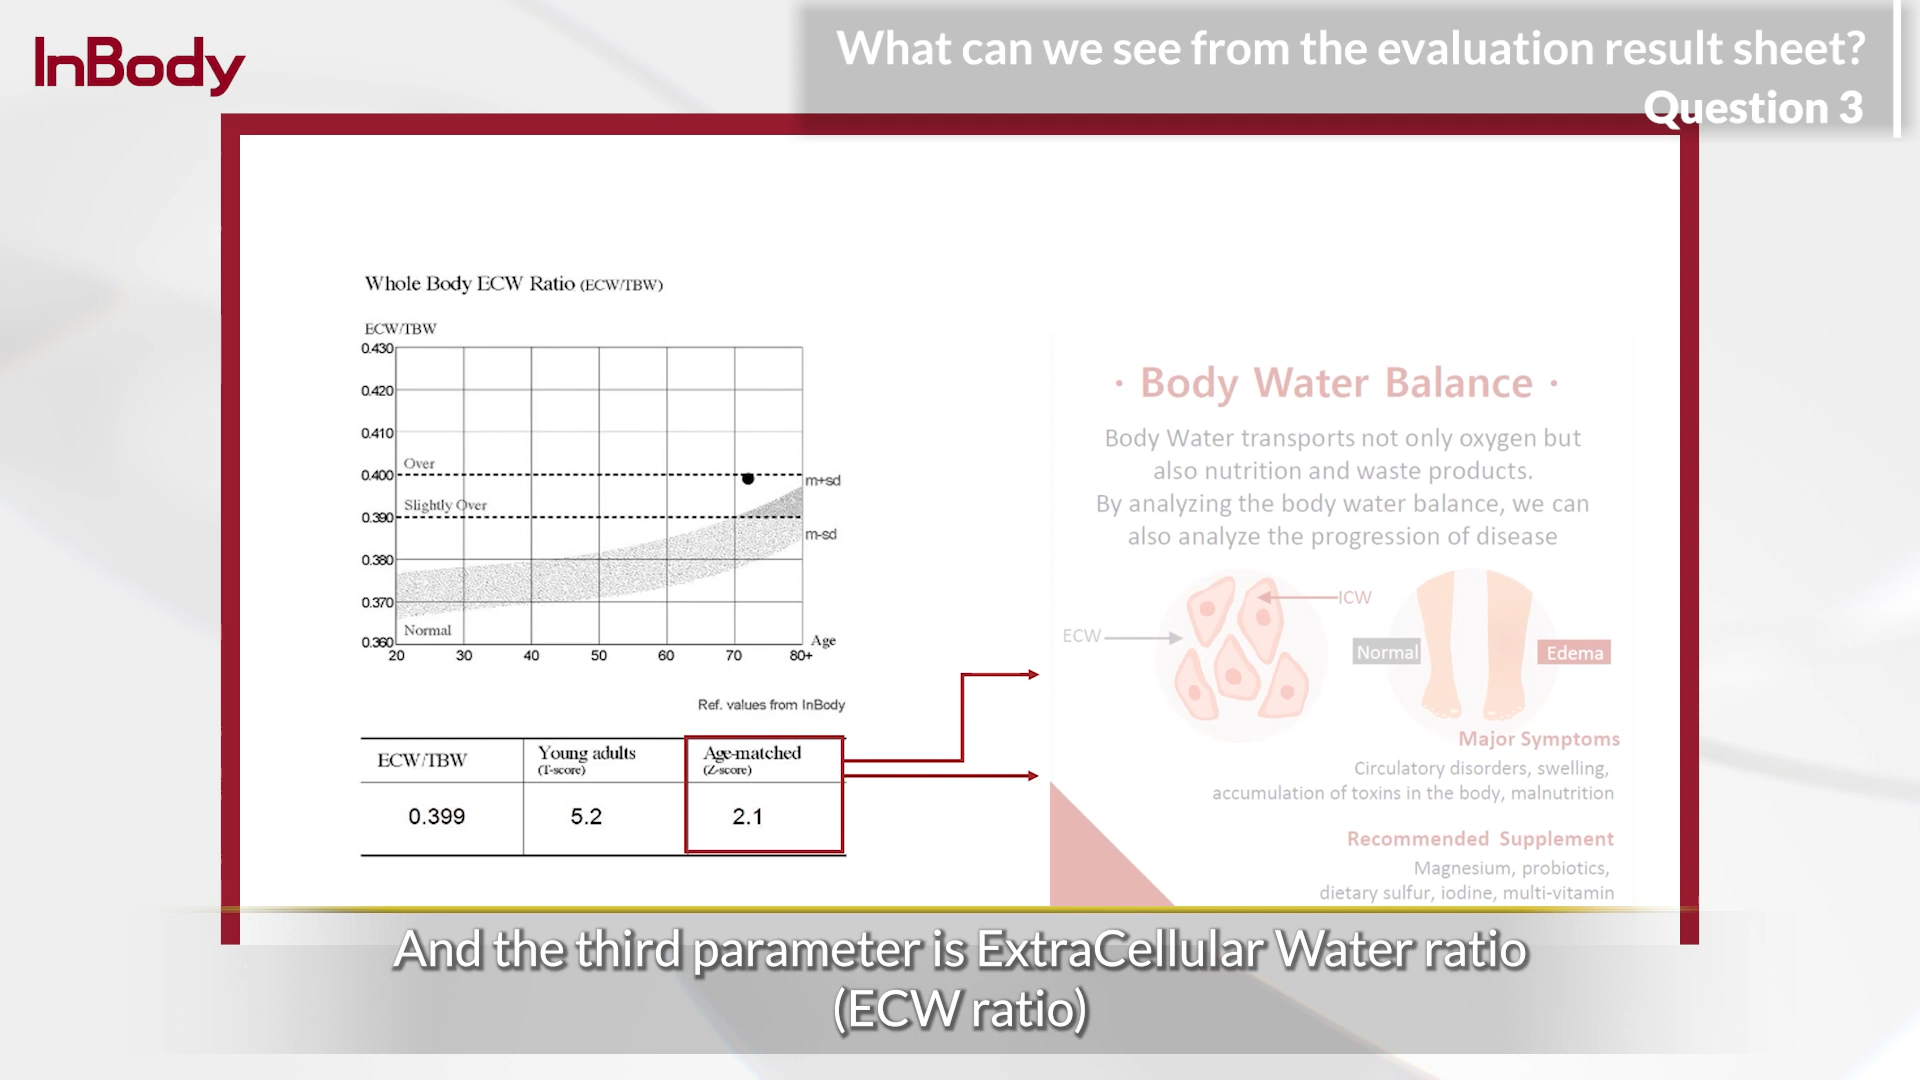 InBody
What can we see from the evaluation result sheet?
Question 3
Whole Body ECW Ratio (ECW/TBW)
ECW/TBW
0.430
0.420
0.410
Over
0.400
m+sd
Slightly Over
0.390
m-sd
0.380
0.370
Normal
0.360
Age
20 30 40 50 60 70 80+
Ref. values from InBody
ECW/TBW Young adults (T-score) Age-matched (Z-score)
0.399 5.2 2.1
· Body Water Balance ·
Body Water transports not only oxygen but
also nutrition and waste products.
By analyzing the body water balance, we can
also analyze the progression of disease
ICW
ECW
Normal
Edema
Major Symptoms
Circulatory disorders, swelling,
accumulation of toxins in the body, malnutrition
Recommended Supplement
Magnesium, probiotics,
dietary sulfur, iodine, multi-vitamin
And the third parameter is ExtraCellular Water ratio
(ECW ratio)